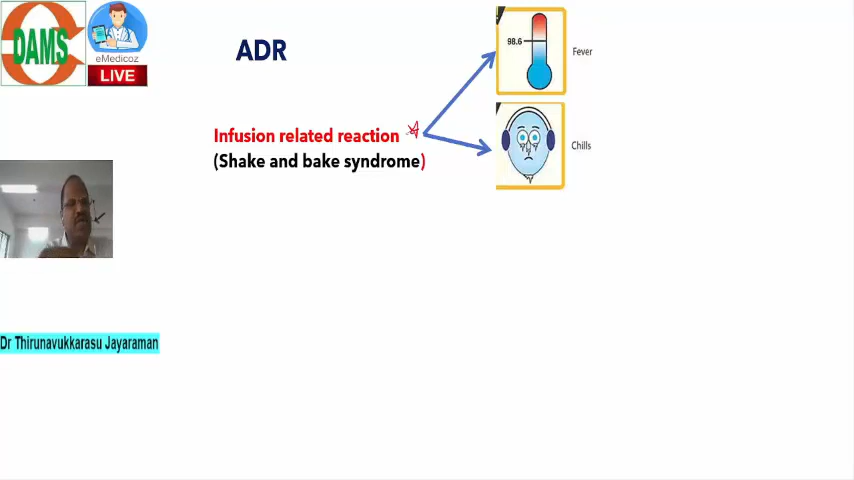 DAMS
eMedicoz
LIVE
ADR
98.6
Fever
Infusion related reaction
(Shake and bake syndrome)
Chills
Dr Thirunavukkarasu Jayaraman